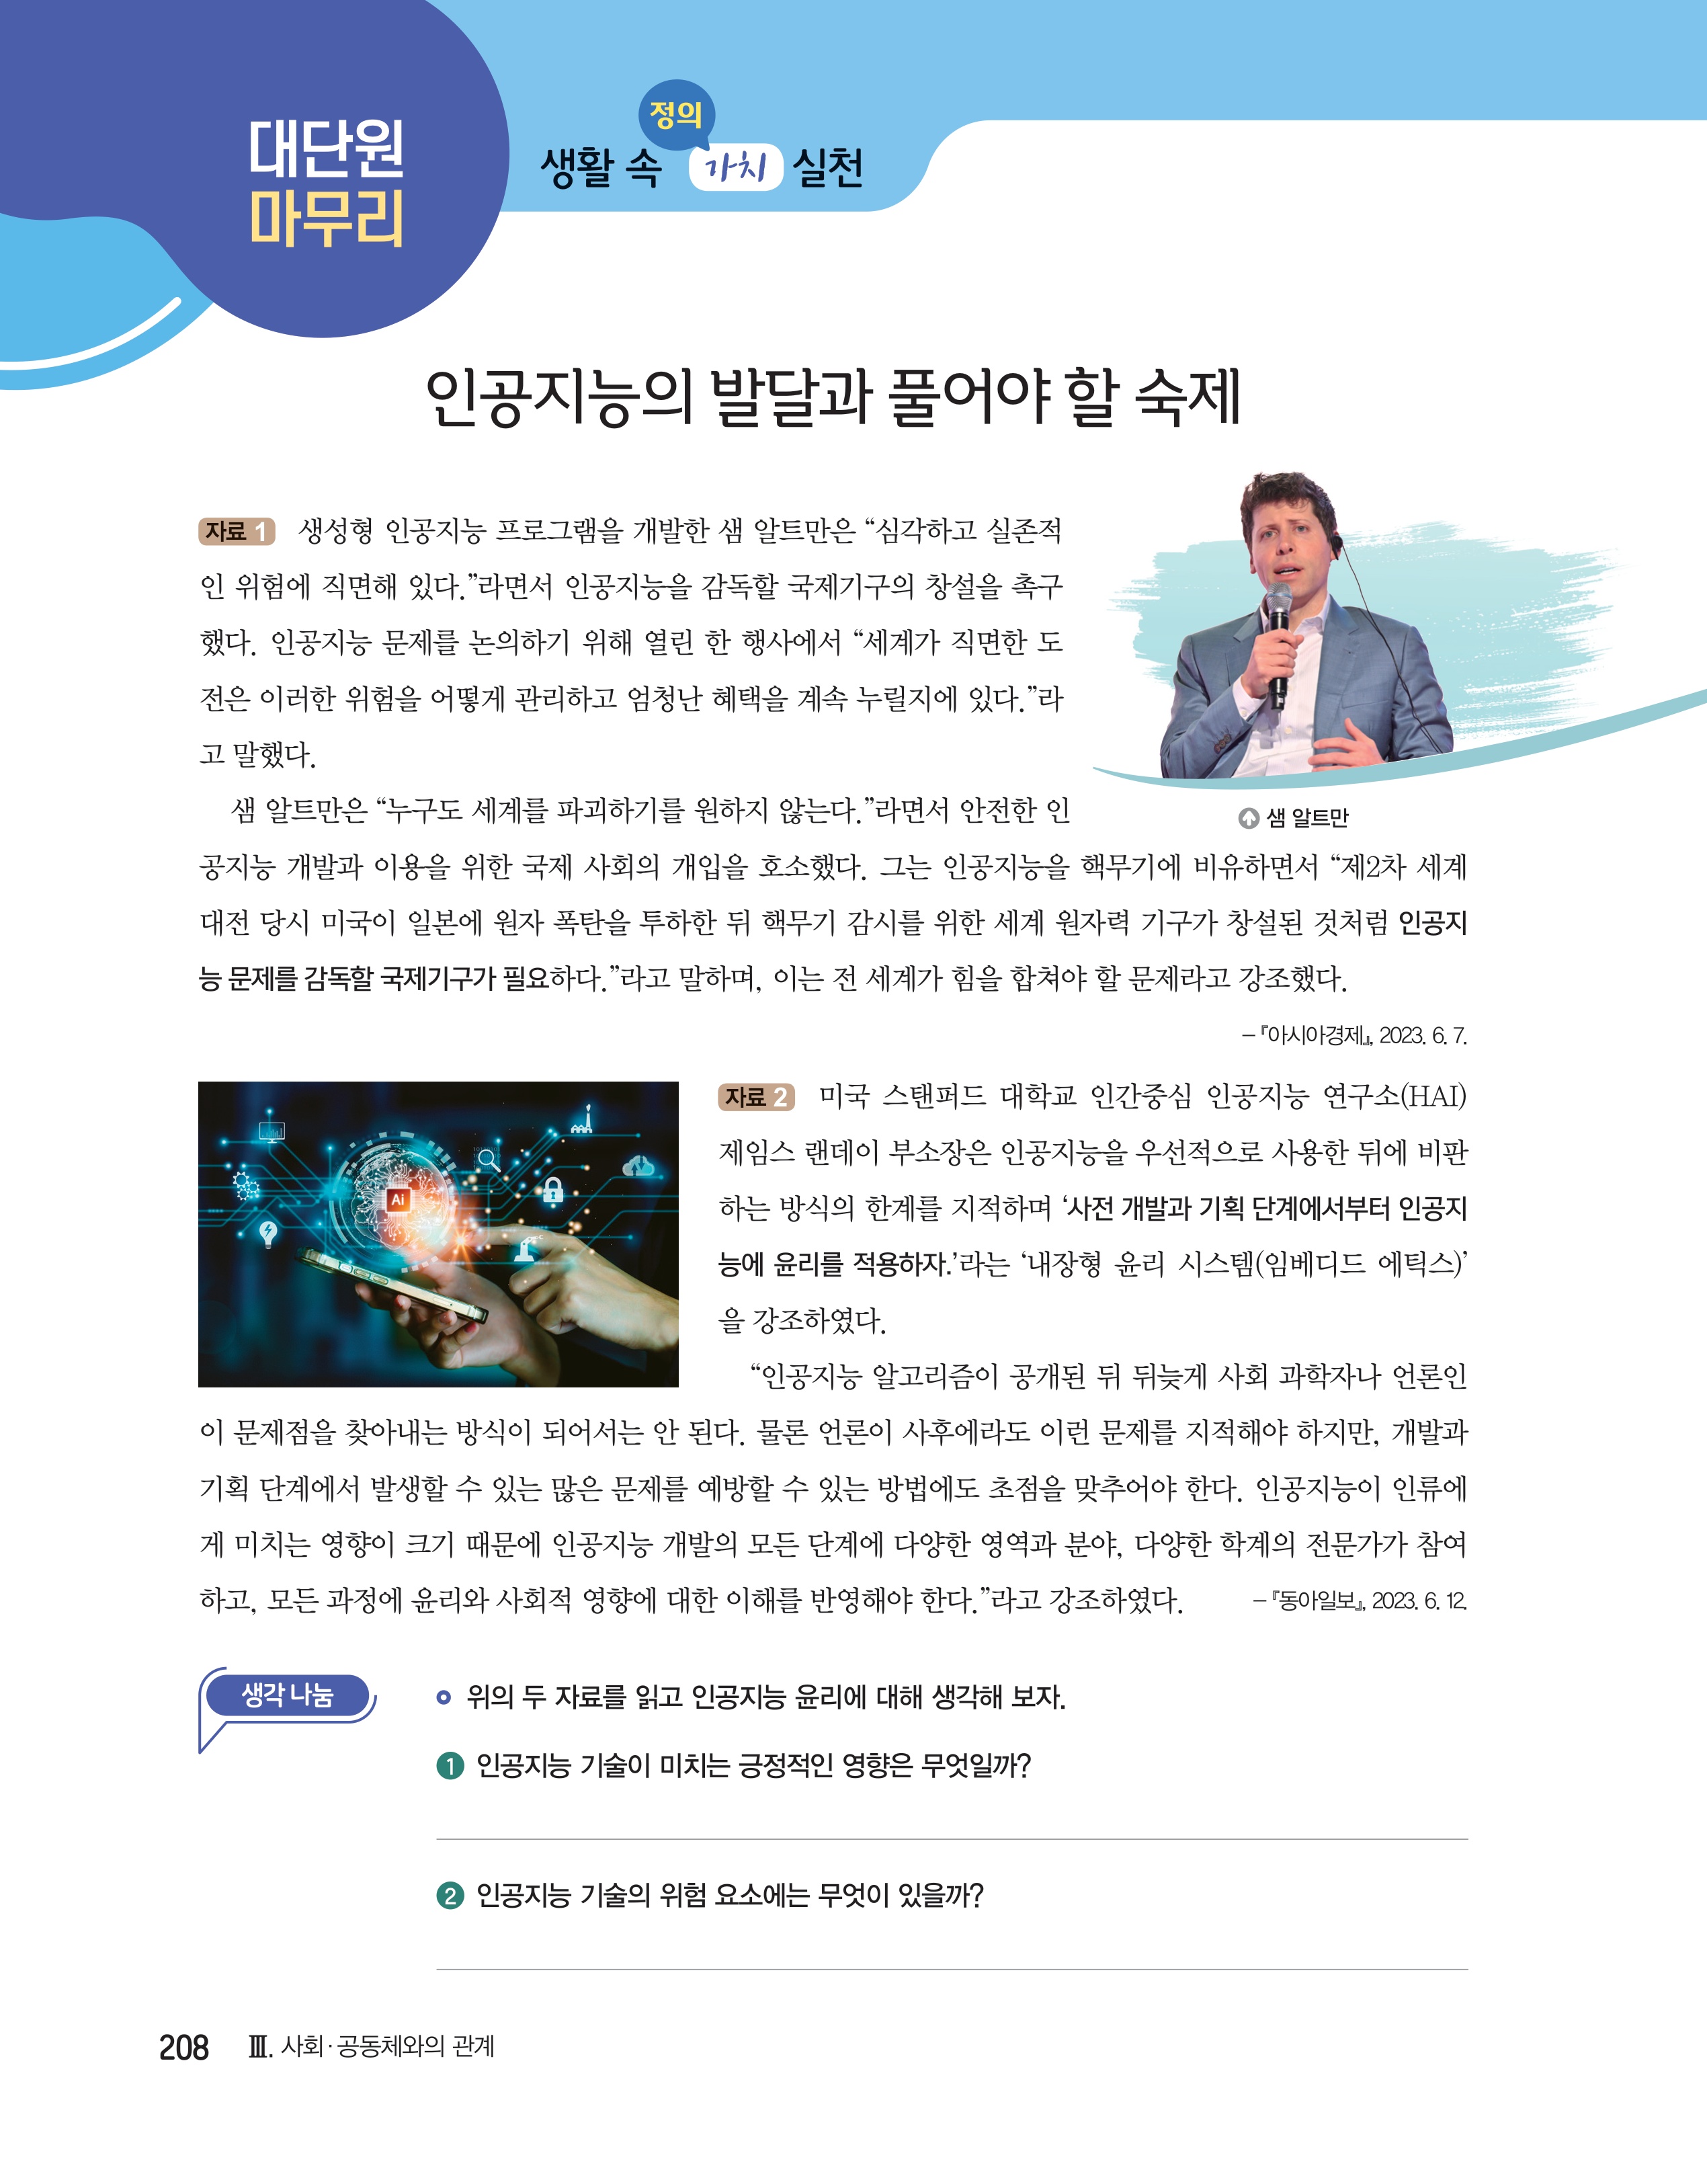 대단원
마무리
정의
생활 속 가치 실천
인공지능의 발달과 풀어야 할 숙제
자료 1 생성형 인공지능 프로그램을 개발한 샘 알트만은 “심각하고 실존적
인 위험에 직면해 있다.”라면서 인공지능을 감독할 국제기구의 창설을 촉구
했다. 인공지능 문제를 논의하기 위해 열린 한 행사에서 “세계가 직면한 도
전은 이러한 위험을 어떻게 관리하고 엄청난 혜택을 계속 누릴지에 있다.”라
고 말했다.
샘 알트만은 “누구도 세계를 파괴하기를 원하지 않는다.”라면서 안전한 인
샘 알트만
공지능 개발과 이용을 위한 국제 사회의 개입을 호소했다. 그는 인공지능을 핵무기에 비유하면서 “제2차 세계
대전 당시 미국이 일본에 원자 폭탄을 투하한 뒤 핵무기 감시를 위한 세계 원자력 기구가 창설된 것처럼 인공지
능 문제를 감독할 국제기구가 필요하다.”라고 말하며, 이는 전 세계가 힘을 합쳐야 할 문제라고 강조했다.
– 『아시아경제』, 2023. 6. 7.
Ai
자료 2 미국 스탠퍼드 대학교 인간중심 인공지능 연구소(HAI)
제임스 랜데이 부소장은 인공지능을 우선적으로 사용한 뒤에 비판
하는 방식의 한계를 지적하며 ‘사전 개발과 기획 단계에서부터 인공지
능에 윤리를 적용하자.’라는 ‘내장형 윤리 시스템(임베디드 에틱스)’
을 강조하였다.
“인공지능 알고리즘이 공개된 뒤 뒤늦게 사회 과학자나 언론인
이 문제점을 찾아내는 방식이 되어서는 안 된다. 물론 언론이 사후에라도 이런 문제를 지적해야 하지만, 개발과
기획 단계에서 발생할 수 있는 많은 문제를 예방할 수 있는 방법에도 초점을 맞추어야 한다. 인공지능이 인류에
게 미치는 영향이 크기 때문에 인공지능 개발의 모든 단계에 다양한 영역과 분야, 다양한 학계의 전문가가 참여
하고, 모든 과정에 윤리와 사회적 영향에 대한 이해를 반영해야 한다.”라고 강조하였다. – 『동아일보』, 2023. 6. 12.
생각 나눔
위의 두 자료를 읽고 인공지능 윤리에 대해 생각해 보자.
1 인공지능 기술이 미치는 긍정적인 영향은 무엇일까?
2 인공지능 기술의 위험 요소에는 무엇이 있을까?
208 Ⅲ. 사회·공동체와의 관계